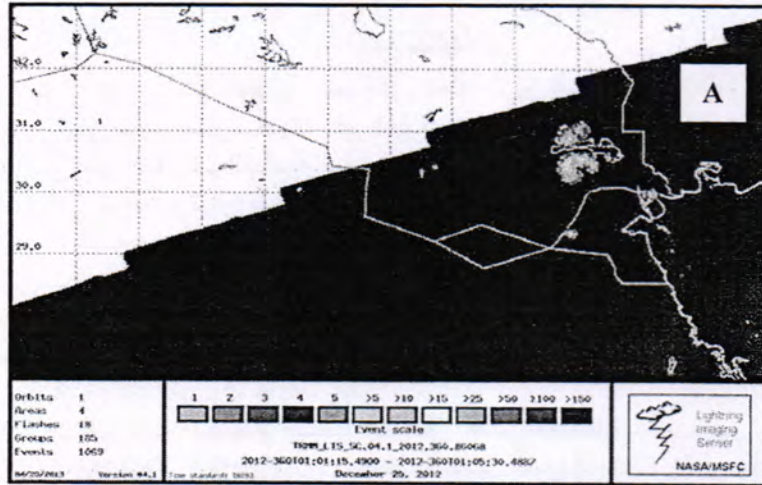 A
32.0
31.0
30.0
29.0
Orbits 1
Areas 4
Flashes 18
Groups 185
Events 1069
04/23/2013 Version 04.1
1 2 3 4 5 >5 >10 >15 >25 >50 >100 >150
Event scale
TRMM_LIS_SC.04.1_2012.360.86068
2012-360T01:01:15.4900 - 2012-360T01:05:30.4887
December 25, 2012
Lightning
Imaging
Sensor
NASA/MSFC